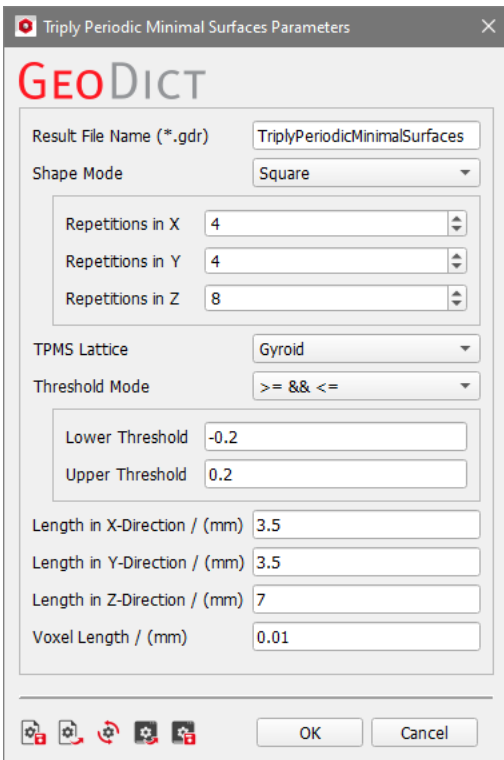 Triply Periodic Minimal Surfaces Parameters
GEODICT
Result File Name (*.gdr) TriplyPeriodicMinimalSurfaces
Shape Mode Square
Repetitions in X 4
Repetitions in Y 4
Repetitions in Z 8
TPMS Lattice Gyroid
Threshold Mode >= && <=
Lower Threshold -0.2
Upper Threshold 0.2
Length in X-Direction / (mm) 3.5
Length in Y-Direction / (mm) 3.5
Length in Z-Direction / (mm) 7
Voxel Length / (mm) 0.01
OK Cancel